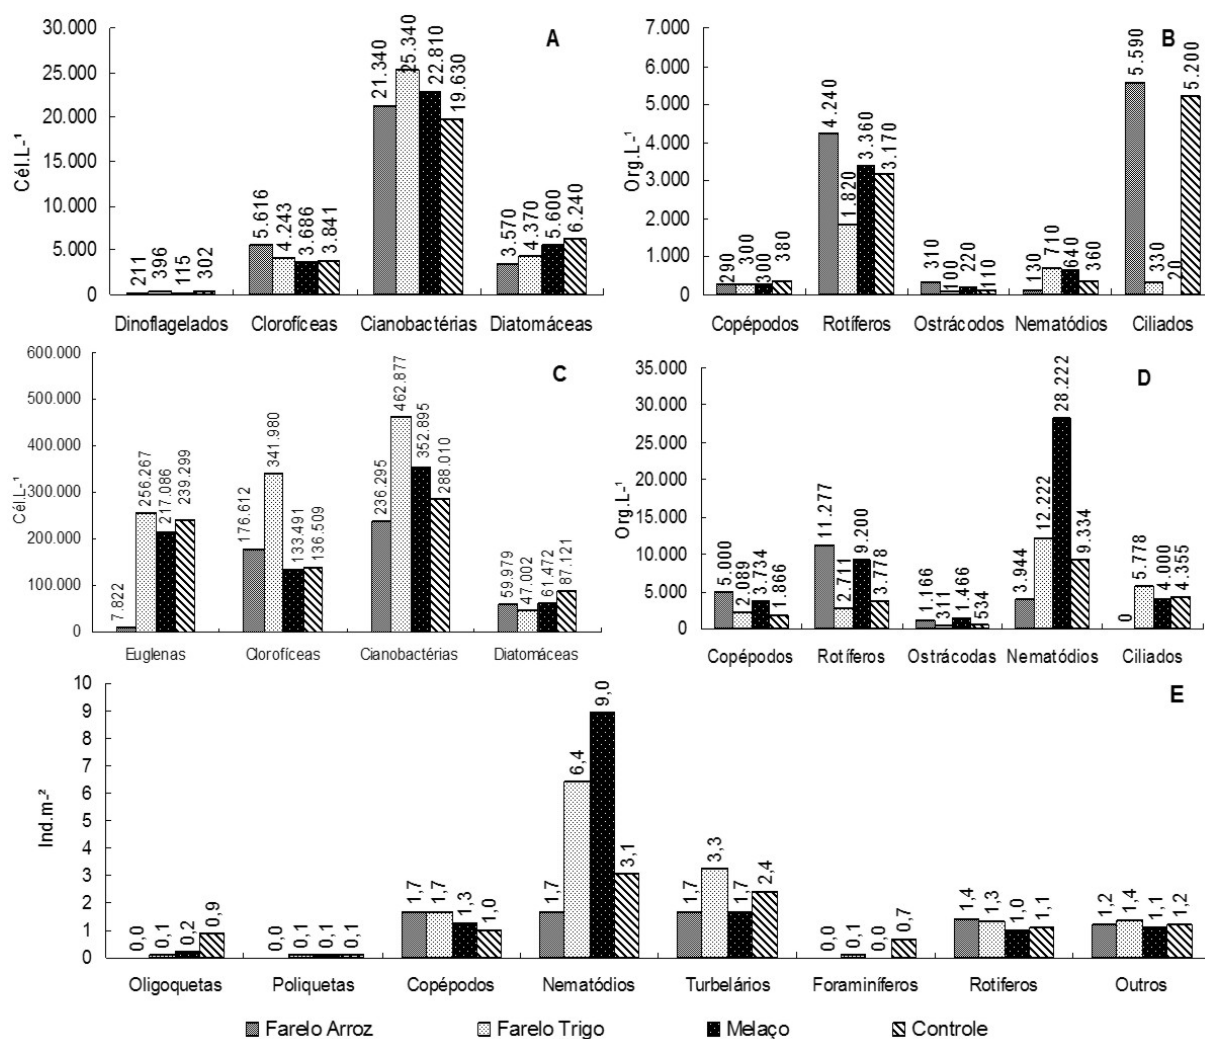 A
Cél.L-¹
30.000
25.000
20.000
15.000
10.000
5.000
0
211 396 115 302
5.616 4.243 3.686 3.841
21.340 25.340 22.810 19.630
3.570 4.370 5.600 6.240
Dinoflagelados Clorofíceas Cianobactérias Diatomáceas
B
Org.L-¹
7.000
6.000
5.000
4.000
3.000
2.000
1.000
0
290 300 300 380
4.240 1.820 3.360 3.170
310 100 220 110
130 710 640 360
5.590 330 20 5.200
Copépodos Rotíferos Ostrácodos Nematódios Ciliados
C
Cél.L-¹
600.000
500.000
400.000
300.000
200.000
100.000
0
7.822 256.267 217.086 239.299
176.612 341.980 133.491 136.509
236.295 462.877 352.895 288.010
59.979 47.002 61.472 87.121
Euglenas Clorofíceas Cianobactérias Diatomáceas
D
Org.L-¹
35.000
30.000
25.000
20.000
15.000
10.000
5.000
0
5.000 2.089 3.734 1.866
11.277 2.711 9.200 3.778
1.166 311 1.466 534
3.944 12.222 28.222 9.334
0 5.778 4.000 4.355
Copépodos Rotíferos Ostrácodas Nematódios Ciliados
E
Ind.m-²
10
9
8
7
6
5
4
3
2
1
0
0,0 0,1 0,2 0,9
0,0 0,1 0,1 0,1
1,7 1,7 1,3 1,0
1,7 6,4 9,0 3,1
1,7 3,3 1,7 2,4
0,0 0,1 0,0 0,7
1,4 1,3 1,0 1,1
1,2 1,4 1,1 1,2
Oligoquetas Poliquetas Copépodos Nematódios Turbelários Foraminíferos Rotiferos Outros
Farelo Arroz Farelo Trigo Melaço Controle